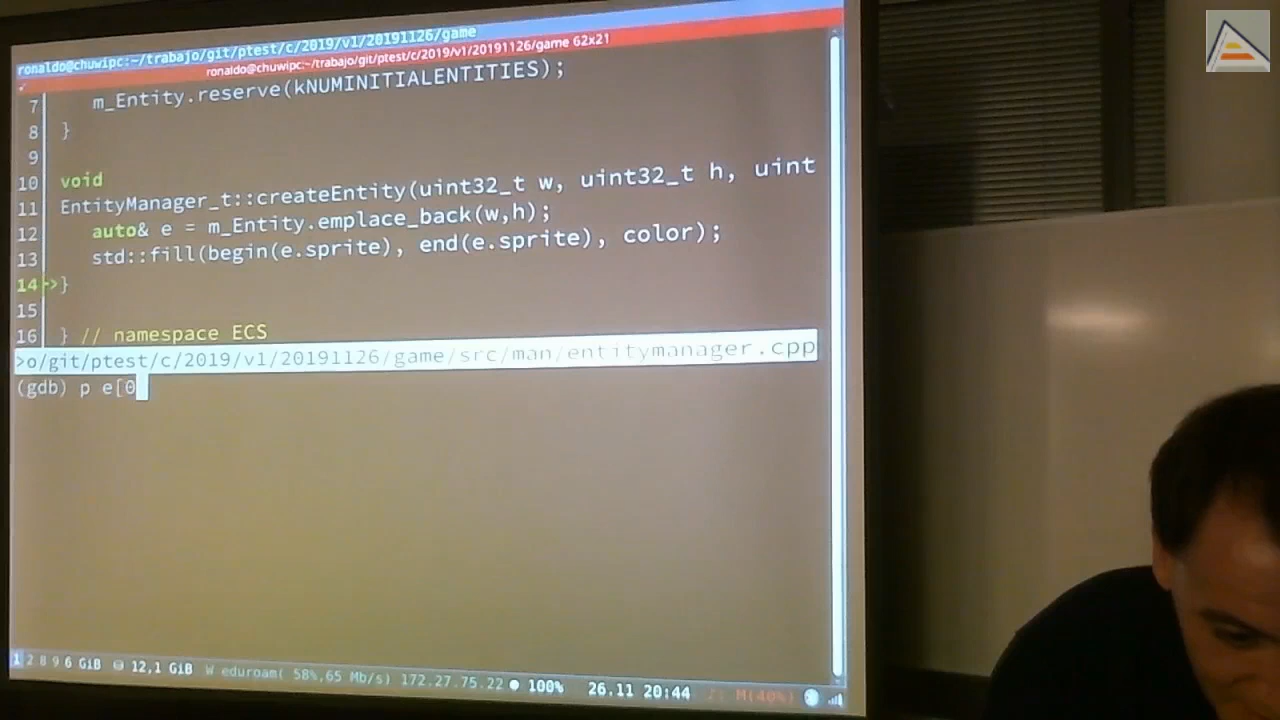 ronaldo@chuwipc:~/trabajo/git/ptest/c/2019/v1/20191126/game
ronaldo@chuwipc:~/trabajo/git/ptest/c/2019/v1/20191126/game 62x21
7 m_Entity.reserve(kNUMINITIALENTITIES);
8 }
9
10 void
11 EntityManager_t::createEntity(uint32_t w, uint32_t h, uint
12 auto& e = m_Entity.emplace_back(w,h);
13 std::fill(begin(e.sprite), end(e.sprite), color);
14->}
15
16 } // namespace ECS
>o/git/ptest/c/2019/v1/20191126/game/src/man/entitymanager.cpp
(gdb) p e[0
1 2 8 9 6 GiB 12,1 GiB W eduroam( 58%,65 Mb/s) 172.27.75.22 100% 26.11 20:44 M(40%)